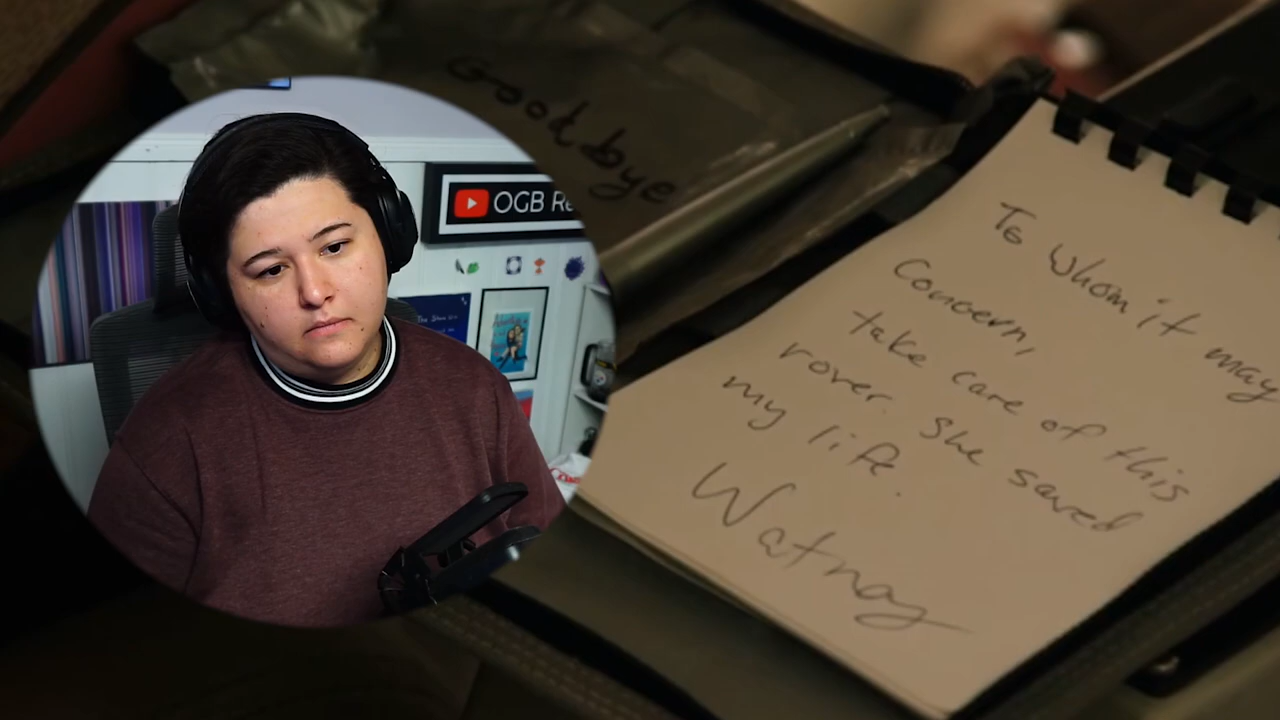 Goodbye
OGB Re
To Whom it may
Concern,
take care of this
rover. She saved
my life.
Watney